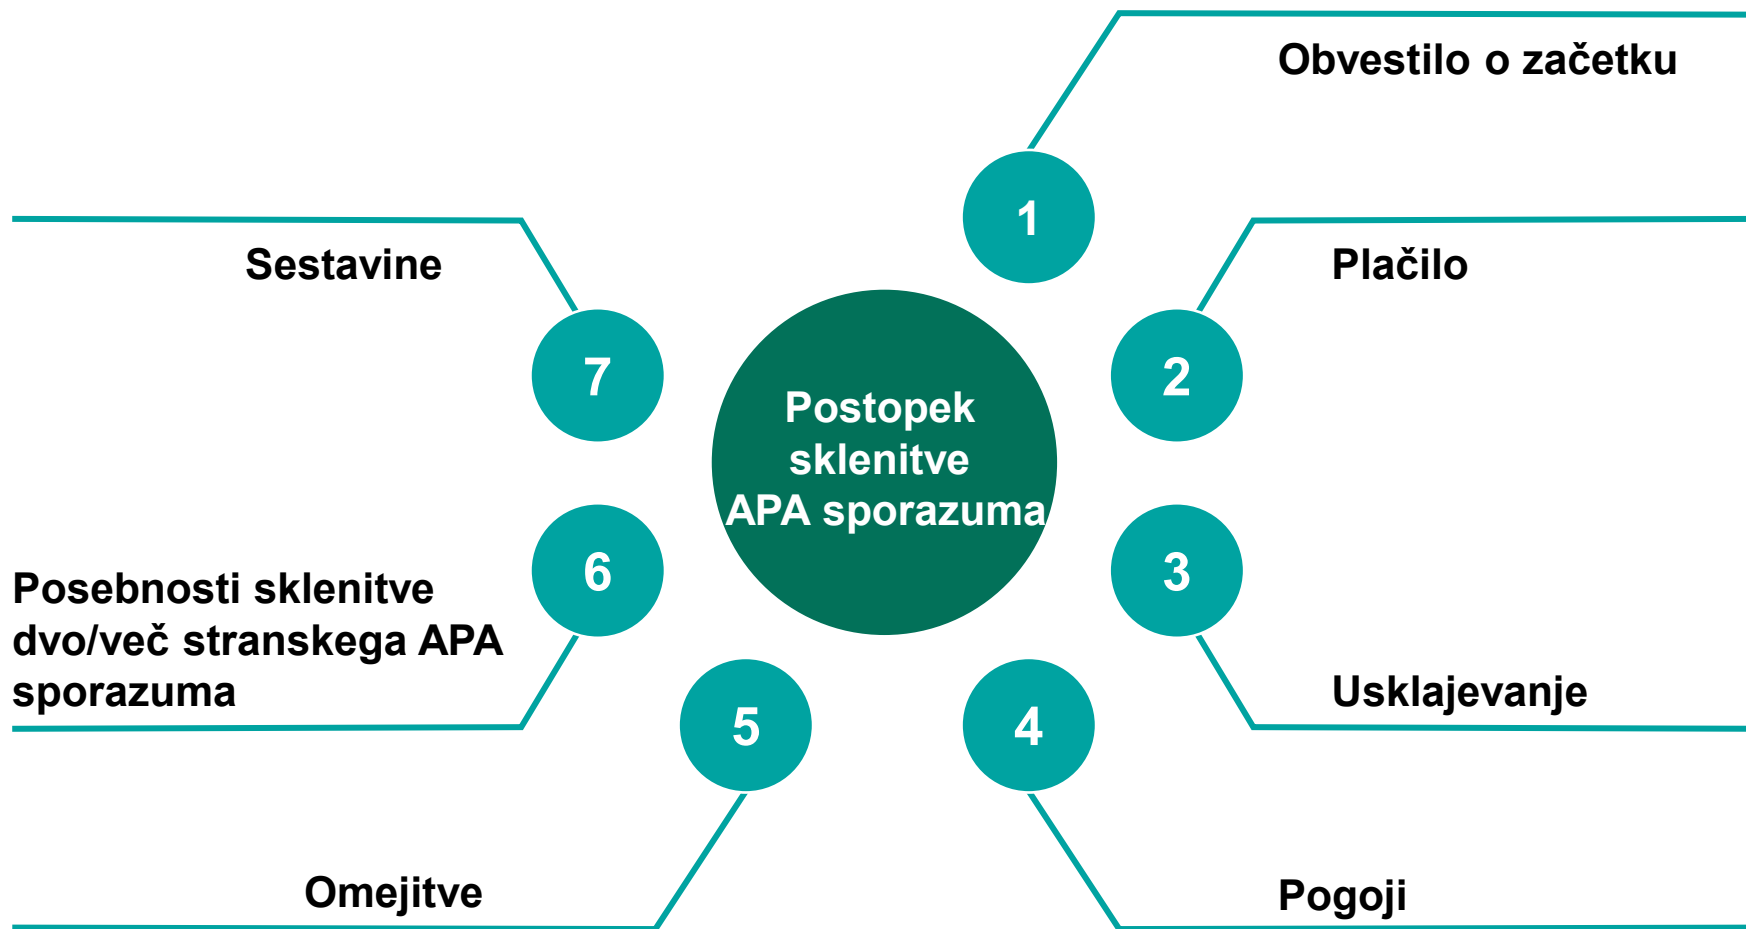 Postopek
sklenitve
APA sporazuma
1
Obvestilo o začetku
2
Plačilo
3
Usklajevanje
4
Pogoji
5
Omejitve
6
Posebnosti sklenitve
dvo/več stranskega APA
sporazuma
7
Sestavine